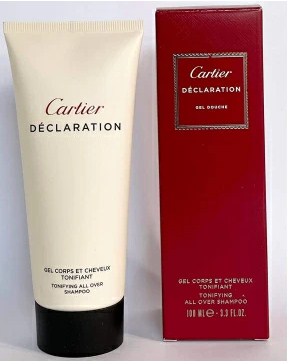 Cartier
DÉCLARATION
GEL CORPS ET CHEVEUX
TONIFIANT
TONIFYING ALL OVER
SHAMPOO
Cartier
DÉCLARATION
GEL DOUCHE
GEL CORPS ET CHEVEUX
TONIFIANT
TONIFYING
ALL OVER SHAMPOO
100 ML℮ - 3.3 FL.OZ.